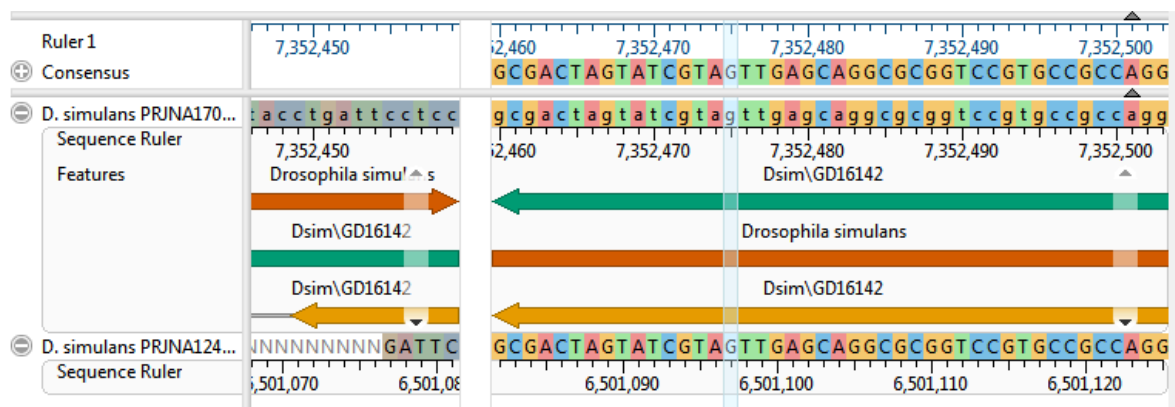 Ruler 1 7,352,450 2,460 7,352,470 7,352,480 7,352,490 7,352,500
Consensus GCGACTAGTATCGTAGTTGAGCAGGCGCGGTCCGTGCCGCCAGG
D. simulans PRJNA170... tacctgattcctcc gcgactagtatcgtagttgagcaggcgcggtccgtgccgccagg
Sequence Ruler 7,352,450 2,460 7,352,470 7,352,480 7,352,490 7,352,500
Features Drosophila simulans Dsim\GD16142
Dsim\GD16142 Drosophila simulans
Dsim\GD16142 Dsim\GD16142
D. simulans PRJNA124... NNNNNNNNNGATTC GCGACTAGTATCGTAGTTGAGCAGGCGCGGTCCGTGCCGCCAGG
Sequence Ruler 5,501,070 6,501,08 6,501,090 6,501,100 6,501,110 6,501,120